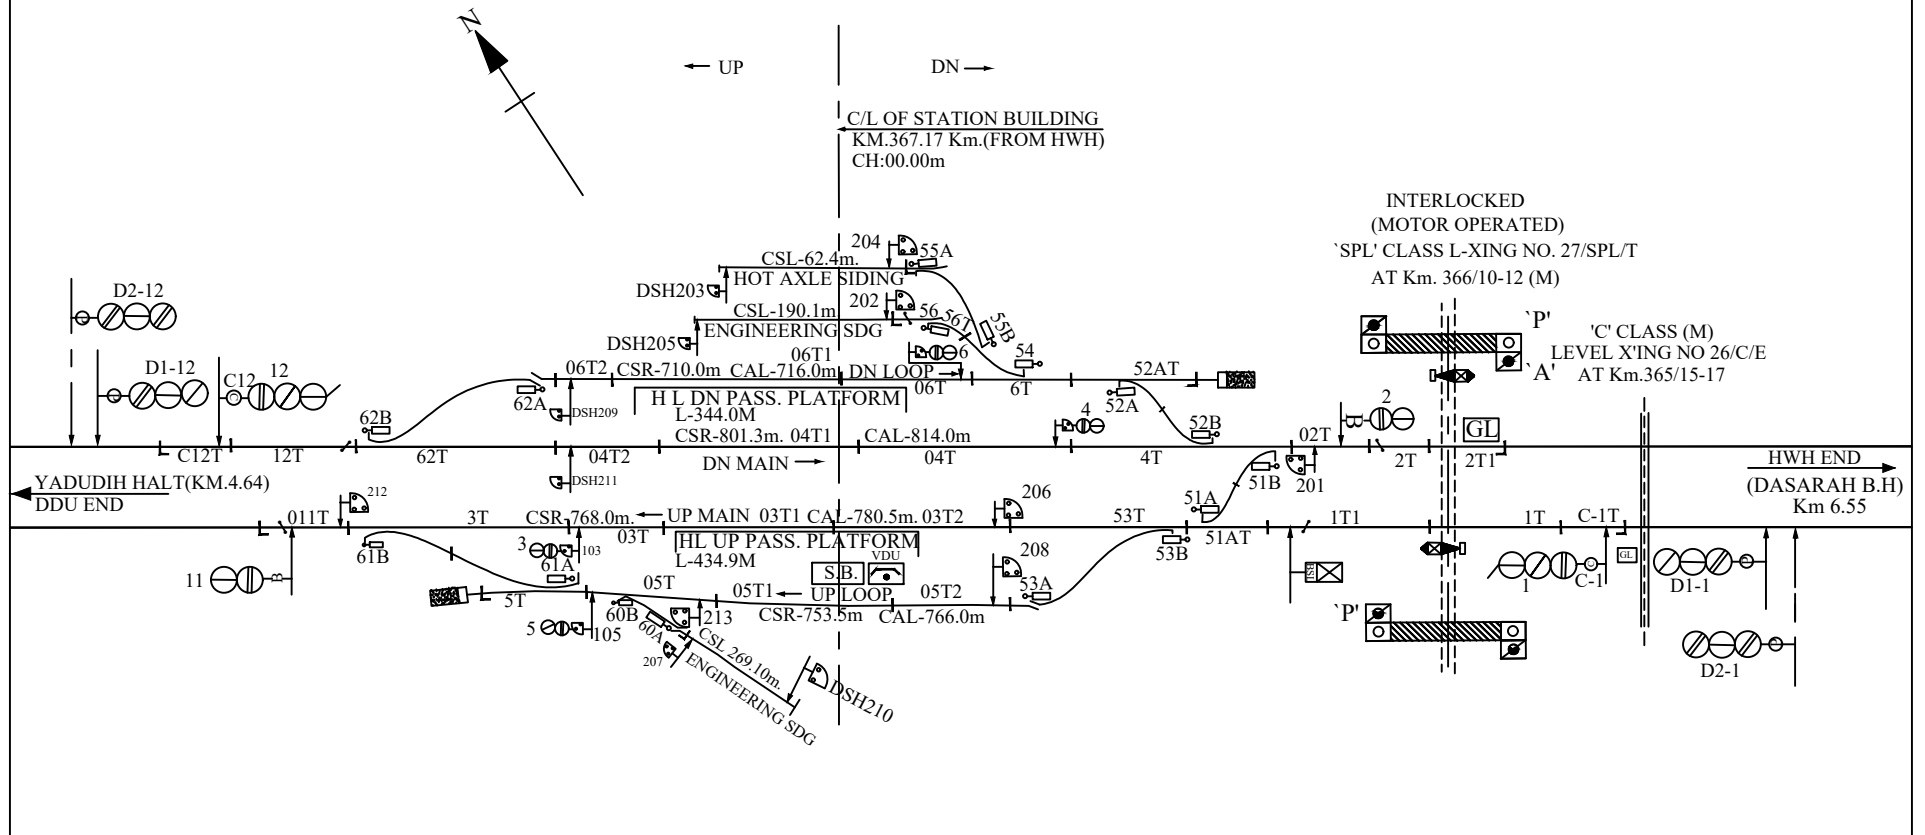 N
UP
DN
C/L OF STATION BUILDING
KM.367.17 Km.(FROM HWH)
CH:00.00m
INTERLOCKED
(MOTOR OPERATED)
`SPL' CLASS L-XING NO. 27/SPL/T
AT Km. 366/10-12 (M)
204
55A
CSL-62.4m.
HOT AXLE SIDING
DSH203
D2-12
202
CSL-190.1m
56
56T
55B
ENGINEERING SDG
DSH205
`P'
'C' CLASS (M)
LEVEL X'ING NO 26/C/E
AT Km.365/15-17
`A'
06T1
6
54
D1-12
C12
12
06T2
CSR-710.0m
CAL-716.0m
DN LOOP
06T
6T
52AT
62A
H L DN PASS. PLATFORM
L-344.0M
DSH209
52A
62B
4
52B
B
2
GL
CSR-801.3m.
04T1
CAL-814.0m
02T
C12T
12T
62T
04T2
DN MAIN
04T
4T
2T
2T1
HWH END
(DASARAH B.H)
Km 6.55
YADUDIH HALT(KM.4.64)
DDU END
DSH211
51B
201
212
206
51A
011T
3T
CSR-768.0m.
UP MAIN
03T1
CAL-780.5m.
03T2
53T
1T1
1T
C-1T
03T
51AT
HL UP PASS. PLATFORM
L-434.9M
61B
3
103
61A
S.B.
VDU
208
53B
GL
11
B
1
C-1
D1-1
53A
5T
05T
05T1
UP LOOP
05T2
CSR-753.5m
CAL-766.0m
60B
60A
213
5
105
`P'
207
CSL 269.10m.
ENGINEERING SDG
DSH210
D2-1